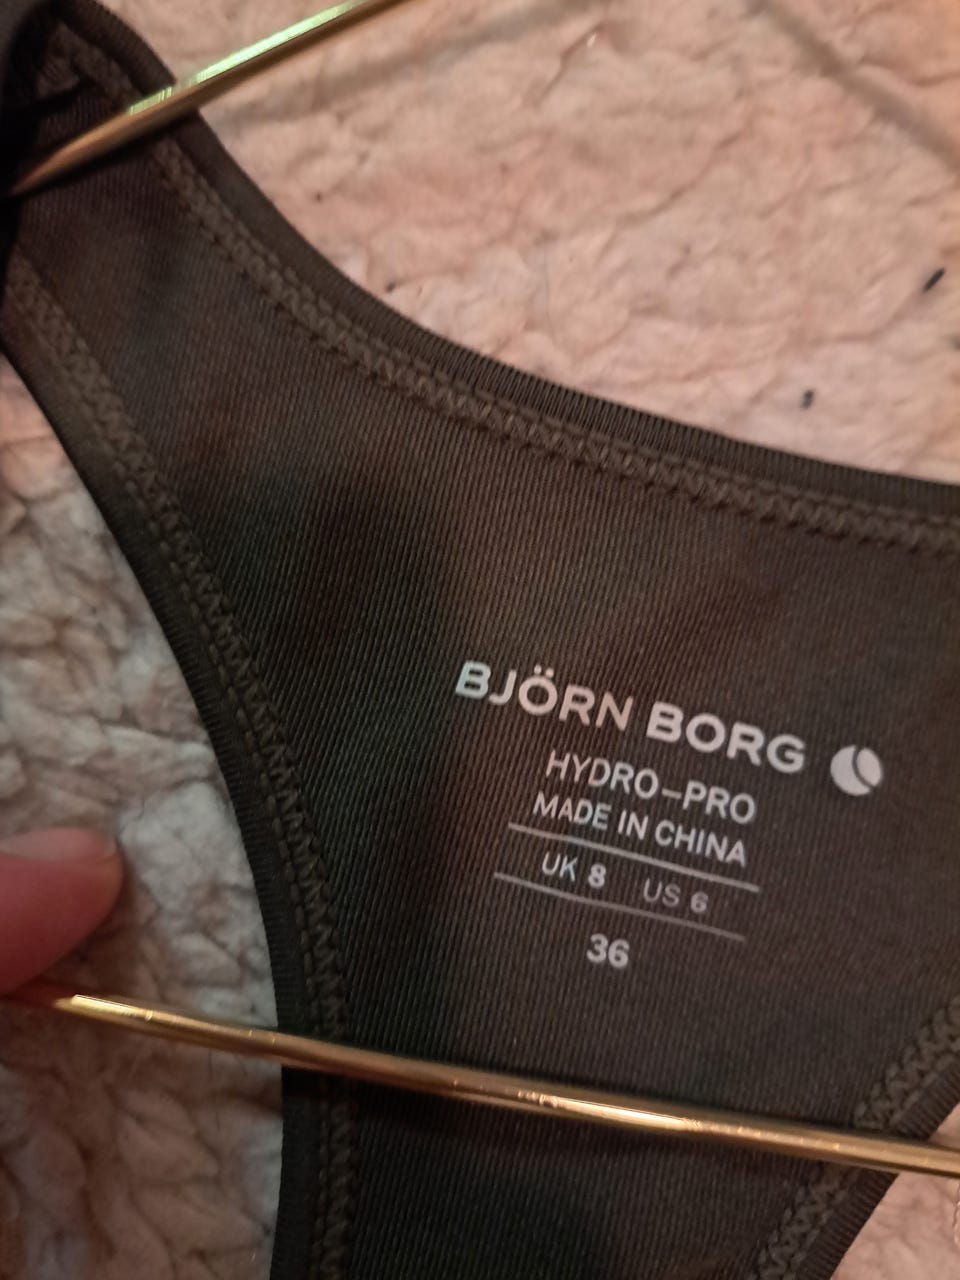 BJÖRN BORG
HYDRO-PRO
MADE IN CHINA
UK 8 US 6
36